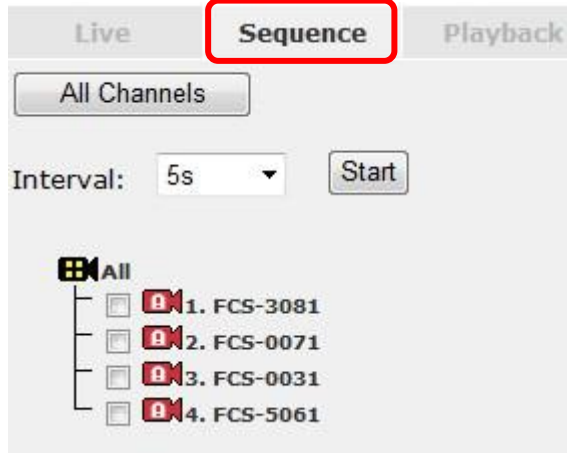 Live Sequence Playback
All Channels
Interval: 5s Start
All
1. FCS-3081
2. FCS-0071
3. FCS-0031
4. FCS-5061